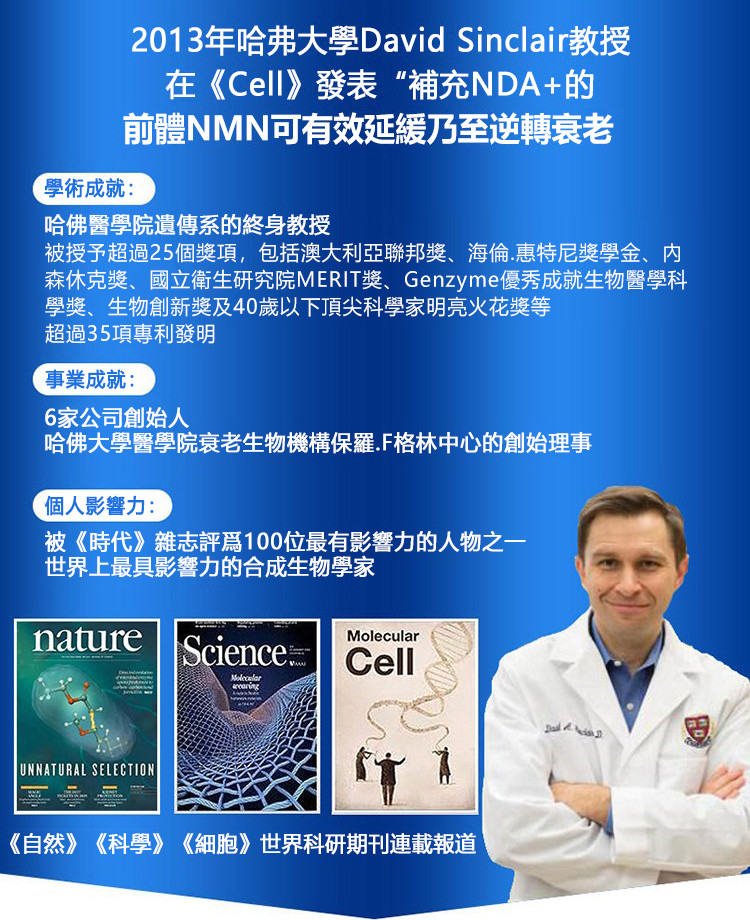 2013年哈弗大學David Sinclair教授
在《Cell》發表“補充NDA+的
前體NMN可有效延緩乃至逆轉衰老
學術成就：
哈佛醫學院遺傳系的終身教授
被授予超過25個獎項，包括澳大利亞聯邦獎、海倫.惠特尼獎學金、內
森休克獎、國立衛生研究院MERIT獎、Genzyme優秀成就生物醫學科
學獎、生物創新獎及40歲以下頂尖科學家明亮火花獎等
超過35項專利發明
事業成就：
6家公司創始人
哈佛大學醫學院衰老生物機構保羅.F格林中心的創始理事
個人影響力：
被《時代》雜志評爲100位最有影響力的人物之一
世界上最具影響力的合成生物學家
nature
UNNATURAL SELECTION
Science
AAAS
Molecular
weaving
Molecular
Cell
《自然》《科學》《細胞》世界科研期刊連載報道